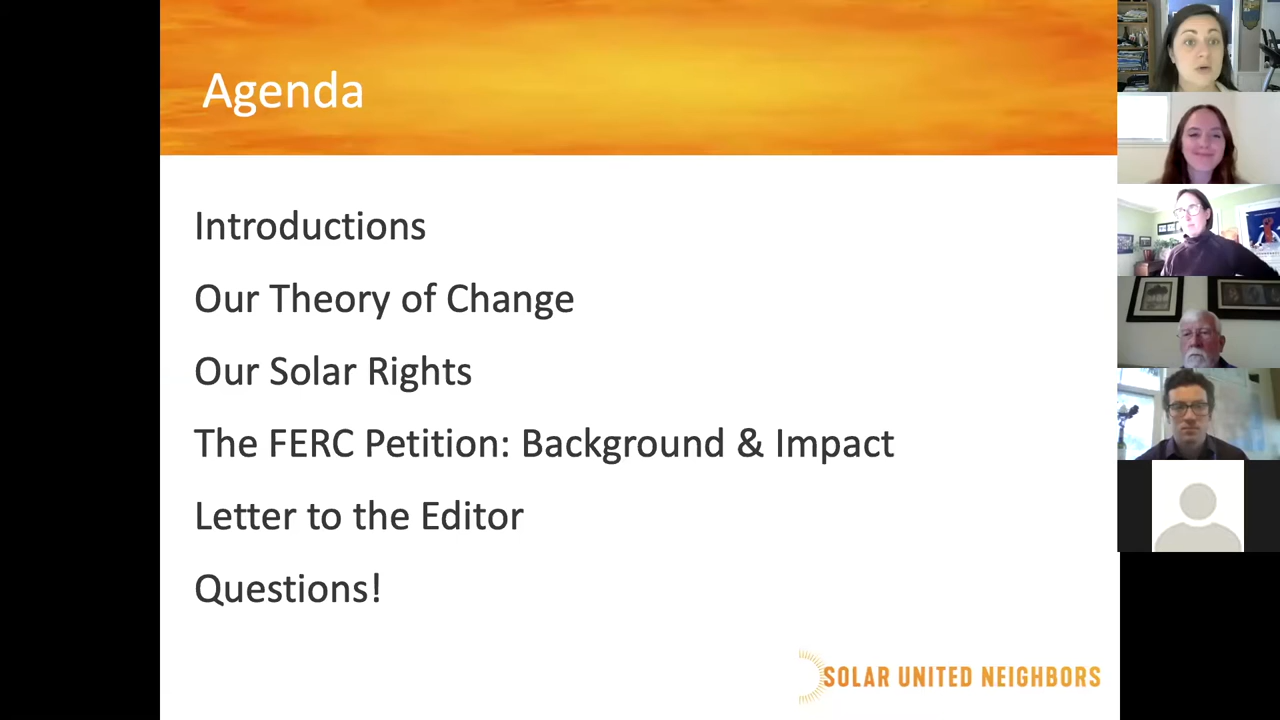 Agenda
Introductions
Our Theory of Change
Our Solar Rights
The FERC Petition: Background & Impact
Letter to the Editor
Questions!
SOLAR UNITED NEIGHBORS